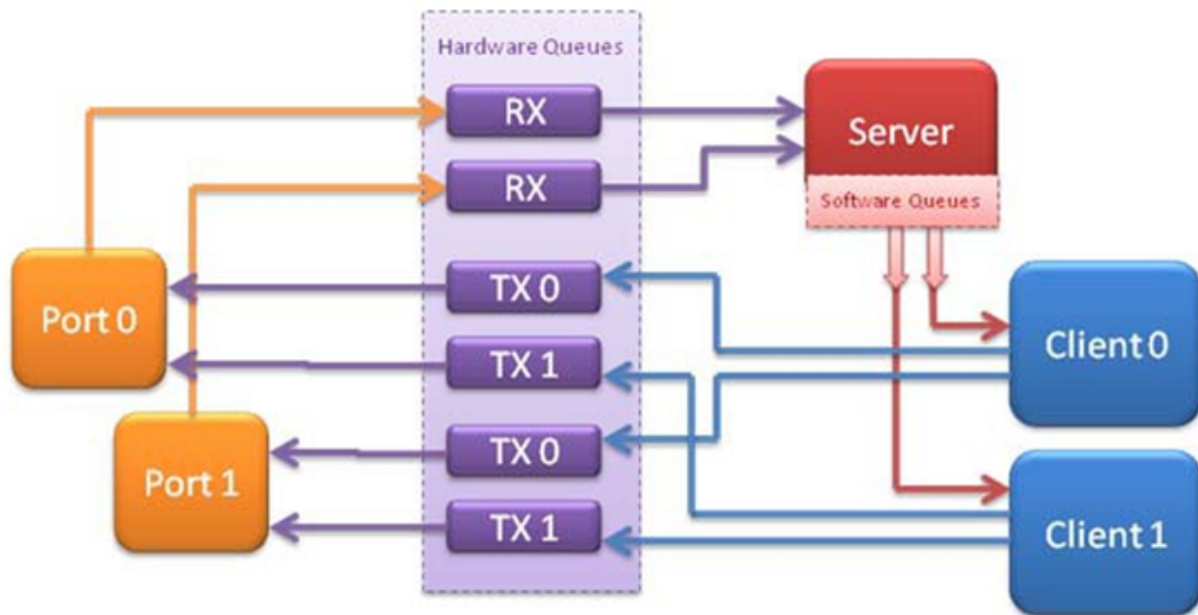 Hardware Queues
RX
Server
RX
Software Queues
TX 0
Port 0
Client 0
TX 1
TX 0
Port 1
TX 1
Client 1